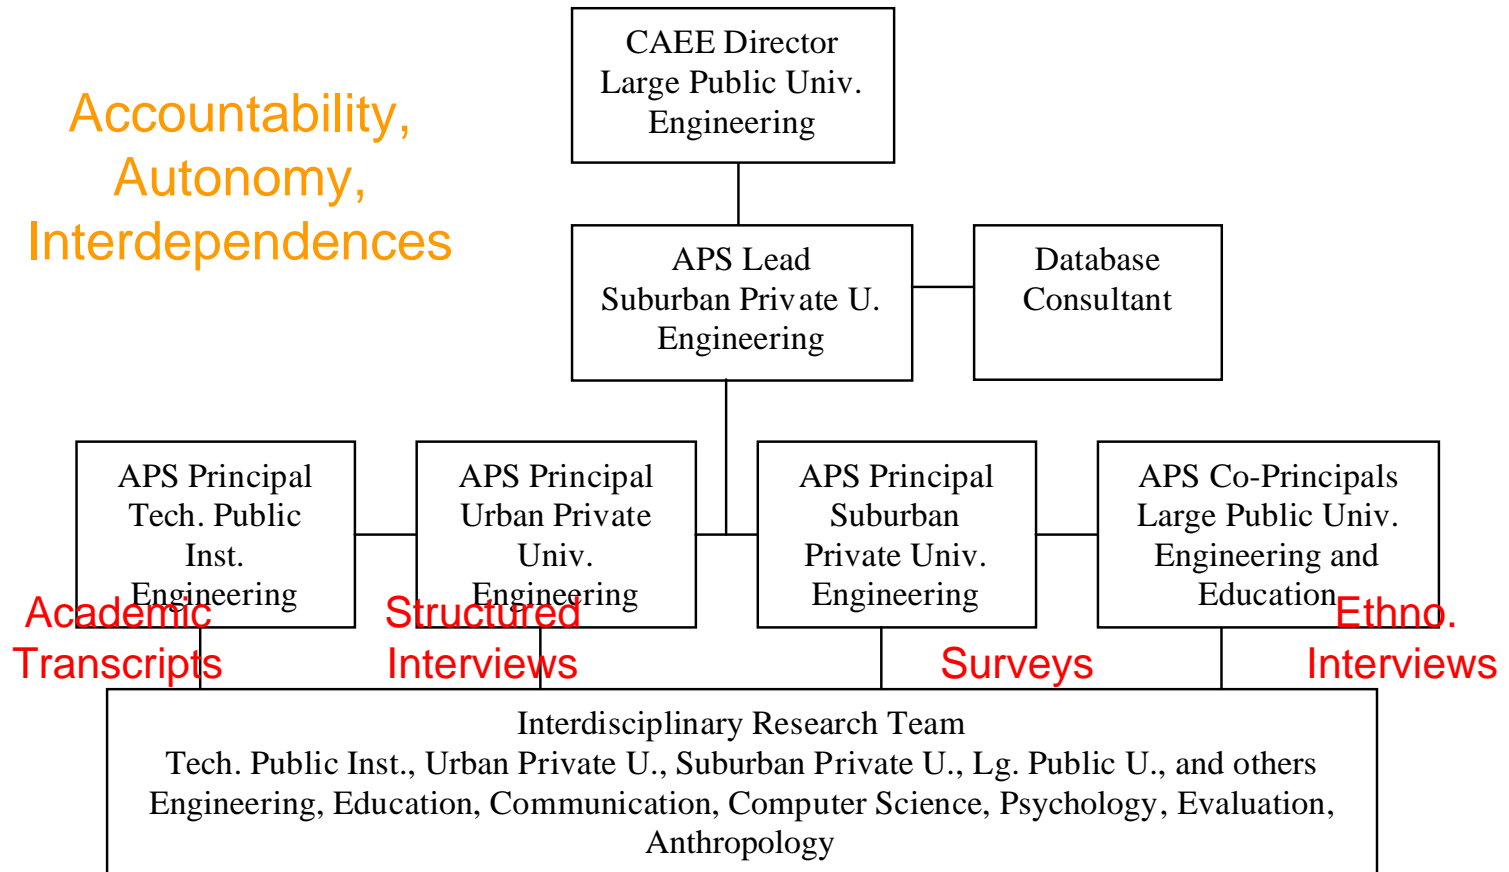 CAEE Director
Large Public Univ.
Engineering
Accountability,
Autonomy,
Interdependences
APS Lead
Suburban Private U.
Engineering
Database
Consultant
APS Principal
Tech. Public
Inst.
Engineering
APS Principal
Urban Private
Univ.
Engineering
APS Principal
Suburban
Private Univ.
Engineering
APS Co-Principals
Large Public Univ.
Engineering and
Education
Academic
Transcripts
Structured
Interviews
Surveys
Ethno.
Interviews
Interdisciplinary Research Team
Tech. Public Inst., Urban Private U., Suburban Private U., Lg. Public U., and others
Engineering, Education, Communication, Computer Science, Psychology, Evaluation,
Anthropology